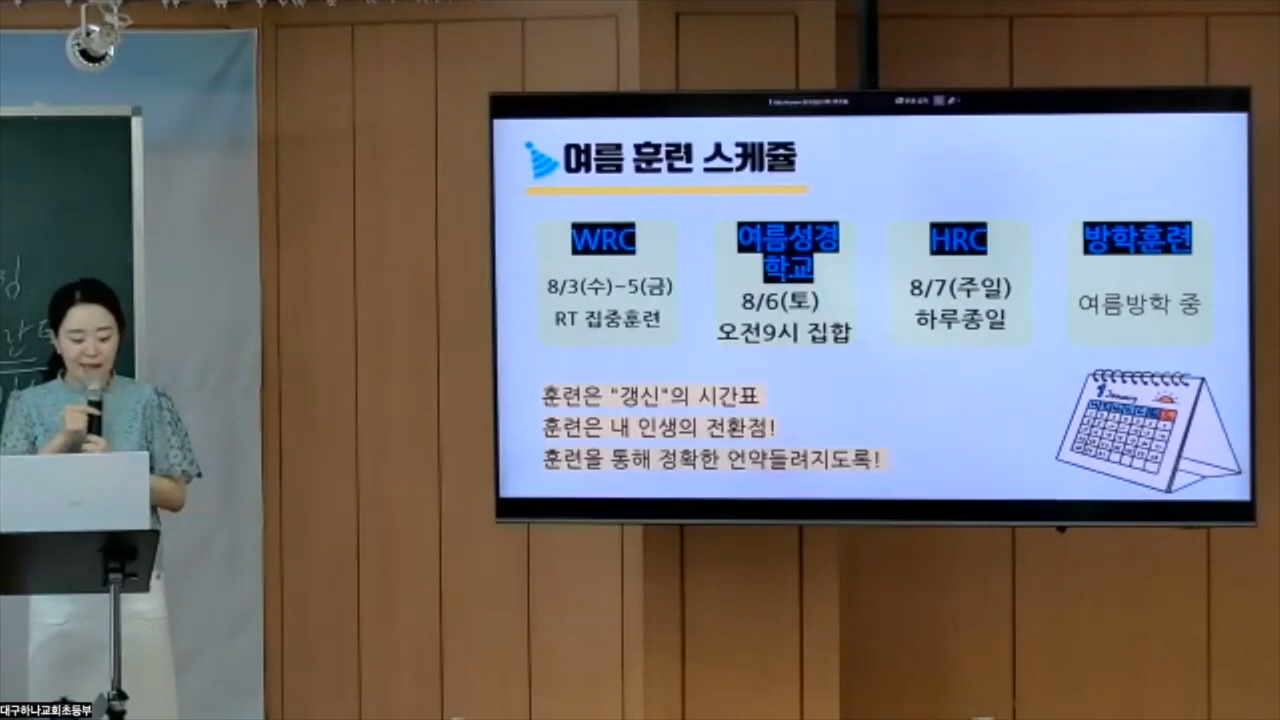 여름 훈련 스케쥴
WRC
8/3(수)-5(금)
RT 집중훈련
여름성경
학교
8/6(토)
오전9시 집합
HRC
8/7(주일)
하루종일
방학훈련
여름방학 중
훈련은 "갱신"의 시간표
훈련은 내 인생의 전환점!
훈련을 통해 정확한 언약들려지도록!
1 January
대구하나교회초등부